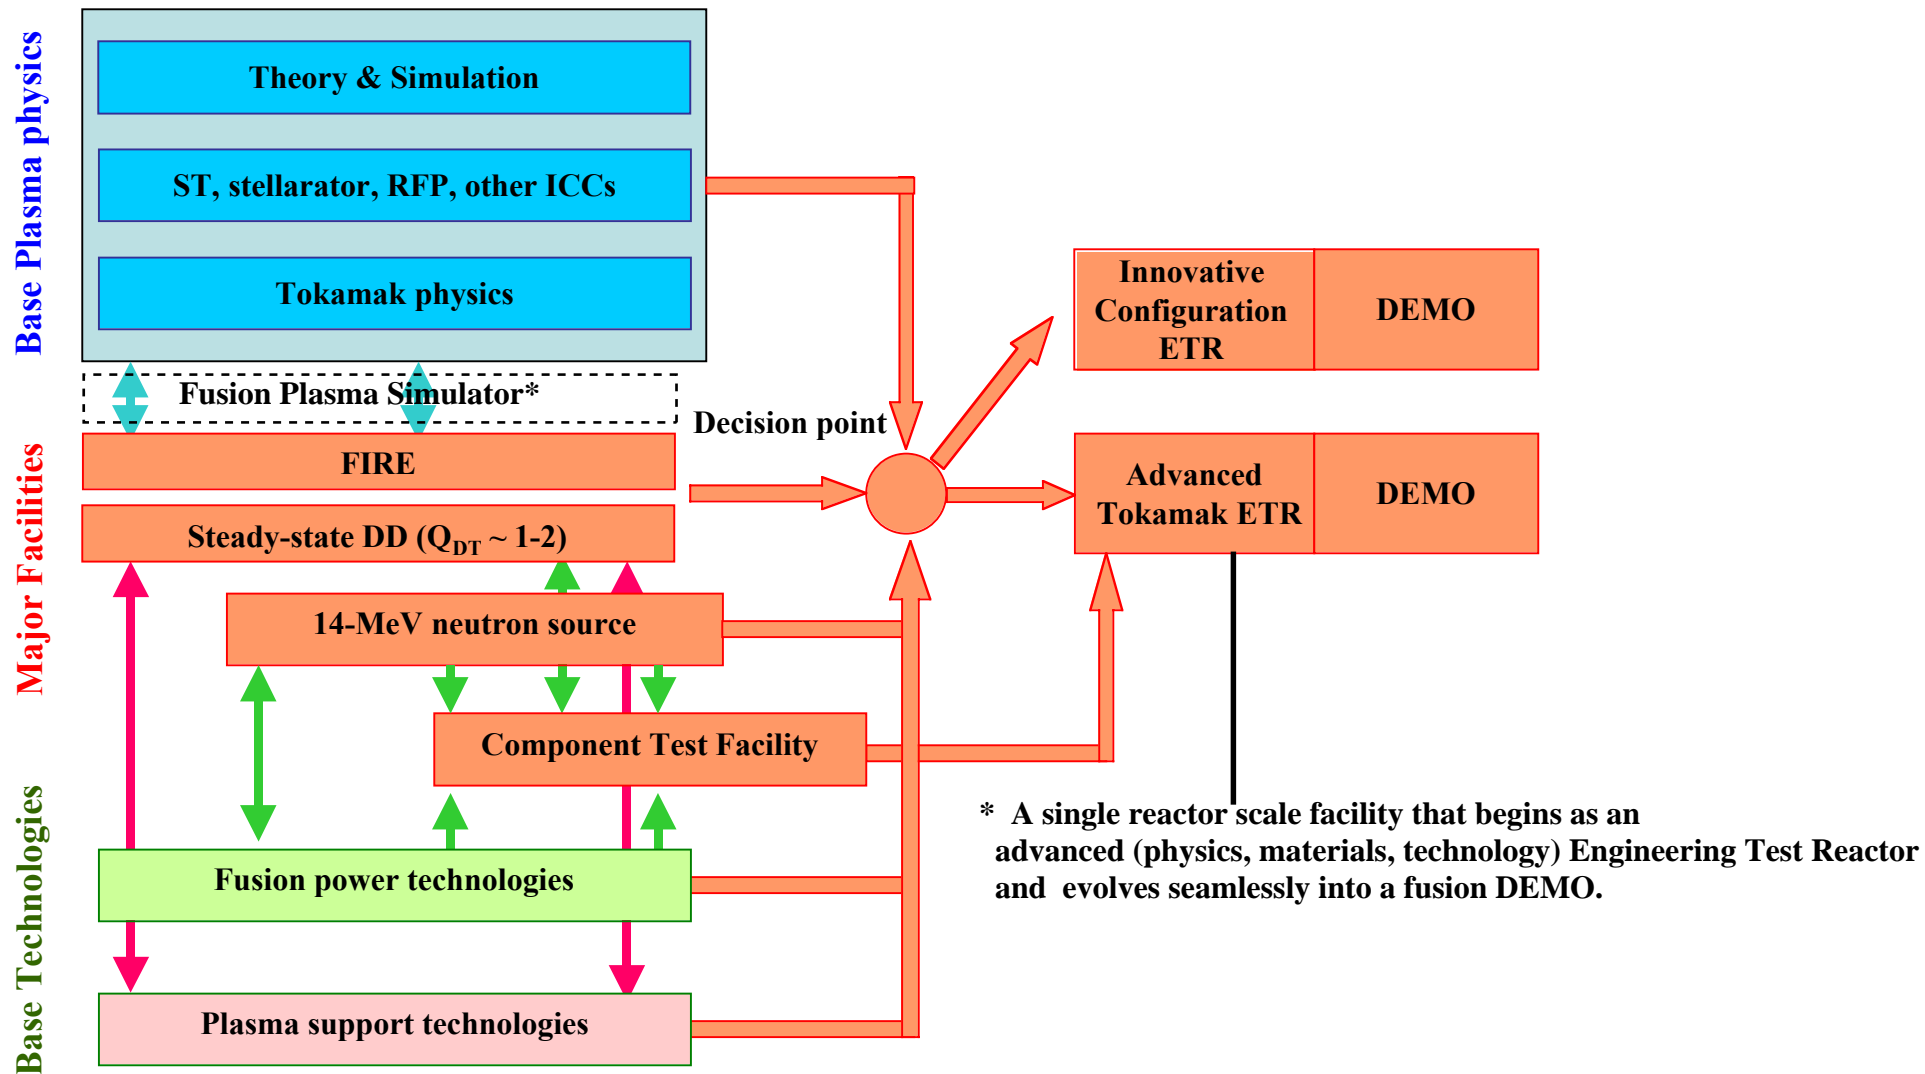 Base Plasma physics
Theory & Simulation
ST, stellarator, RFP, other ICCs
Tokamak physics
Fusion Plasma Simulator*
Major Facilities
FIRE
Steady-state DD (Q_DT ~ 1-2)
14-MeV neutron source
Component Test Facility
Base Technologies
Fusion power technologies
Plasma support technologies
Decision point
Innovative
Configuration
ETR
DEMO
Advanced
Tokamak ETR
DEMO
* A single reactor scale facility that begins as an
advanced (physics, materials, technology) Engineering Test Reactor
and evolves seamlessly into a fusion DEMO.